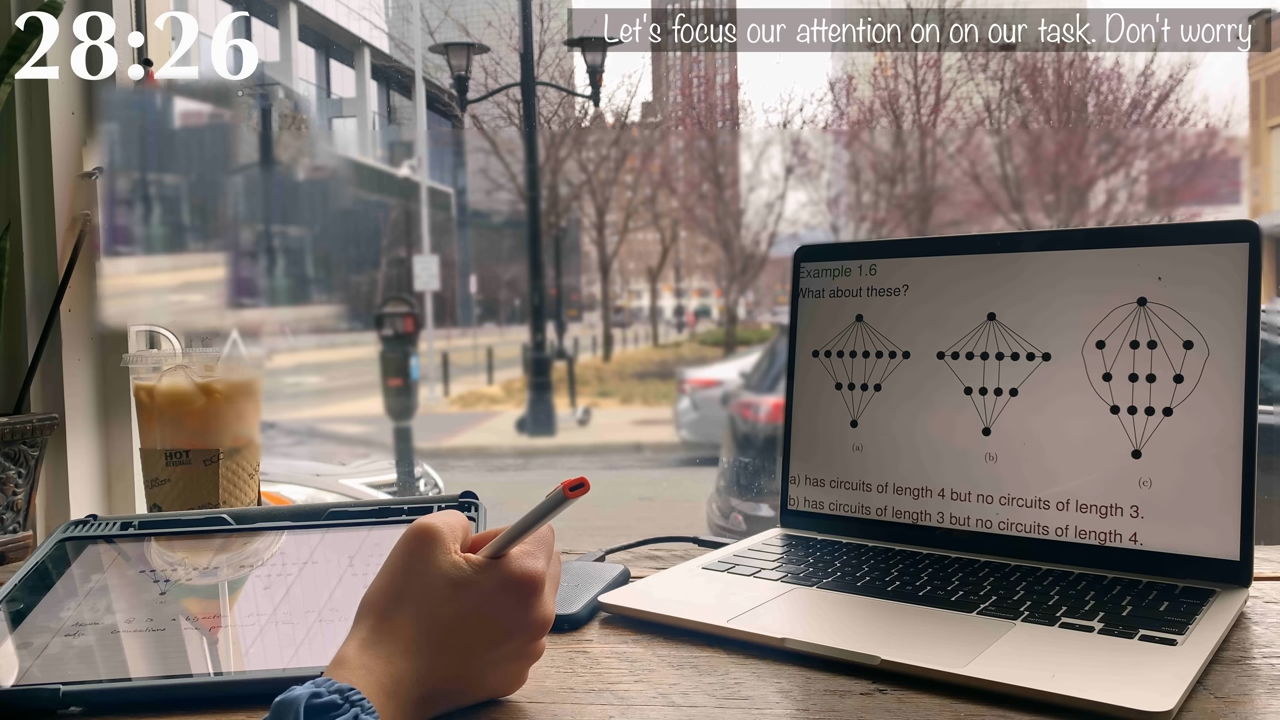 28:26
Let's focus our attention on on our task. Don't worry
Example 1.6
What about these?
(a)
(b)
(c)
a) has circuits of length 4 but no circuits of length 3.
b) has circuits of length 3 but no circuits of length 4.
HOT